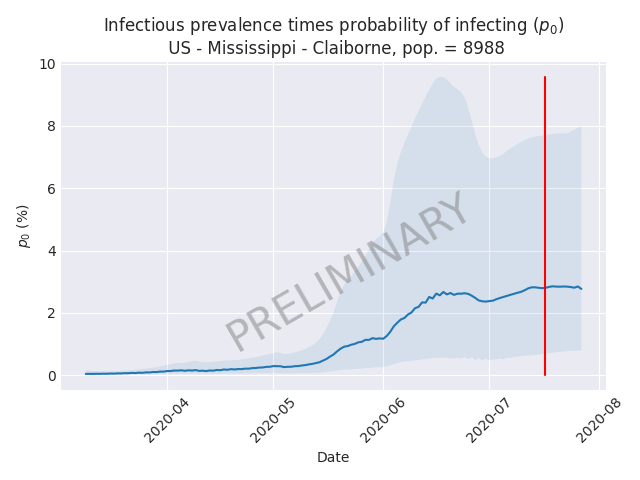 Infectious prevalence times probability of infecting (p₀)
US - Mississippi - Claiborne, pop. = 8988
10
8
6
4
2
0
p₀ (%)
PRELIMINARY
2020-04
2020-05
2020-06
2020-07
2020-08
Date